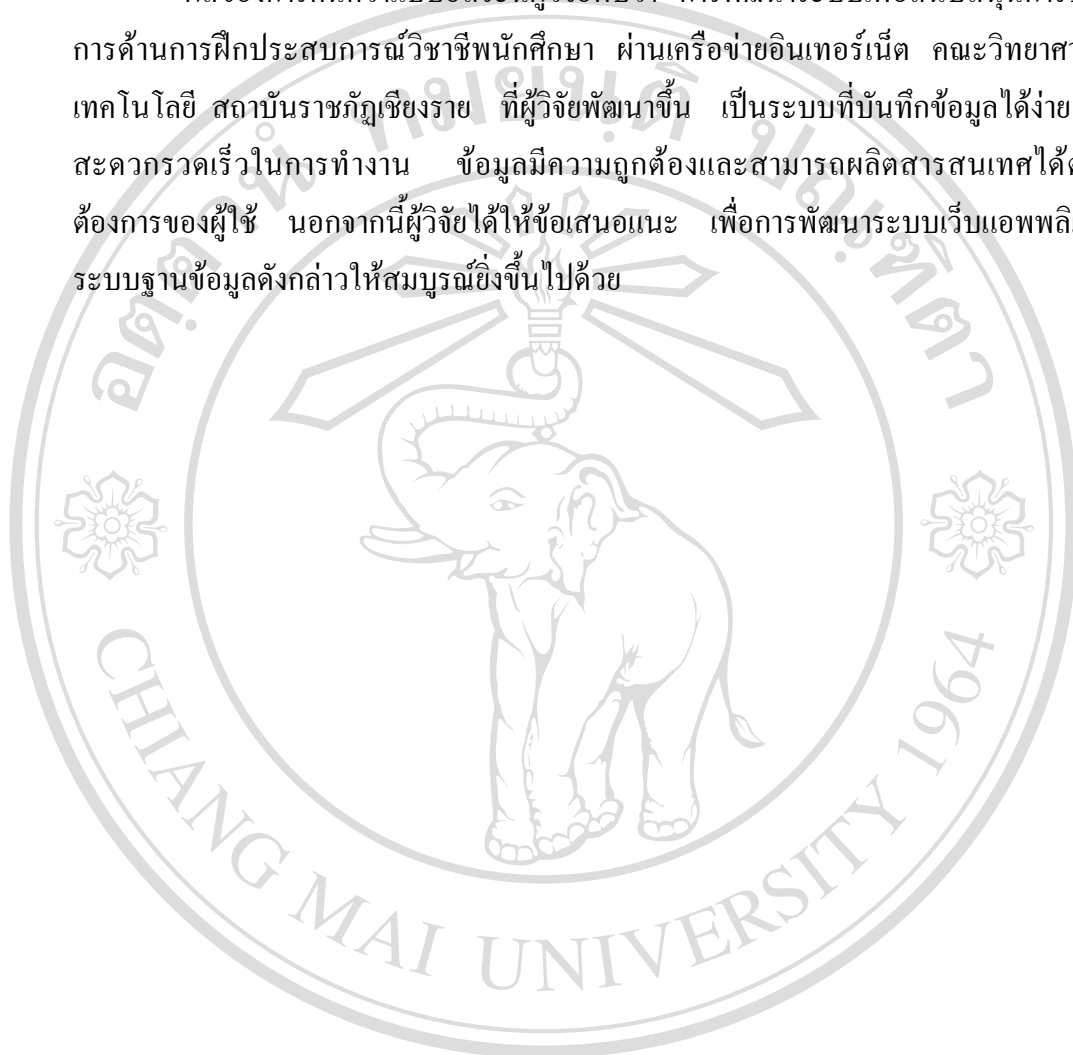 การด้านการฝึกประสบการณ์วิชาชีพนักศึกษา ผ่านเครือข่ายอินเทอร์เน็ต คณะวิทยาศา
เทคโนโลยี สถาบันราชภัฏเชียงราย ที่ผู้วิจัยพัฒนาขึ้น เป็นระบบที่บันทึกข้อมูลได้ง่าย
สะดวกรวดเร็วในการทำงาน ข้อมูลมีความถูกต้องและสามารถผลิตสารสนเทศได้
ต้องการของผู้ใช้ นอกจากนี้ผู้วิจัยได้ให้ข้อเสนอแนะ เพื่อการพัฒนาระบบเว็บแอพพลิ
ระบบฐานข้อมูลดังกล่าวให้สมบูรณ์ยิ่งขึ้นไปด้วย
CHIANG MAI UNIVERSITY 1964